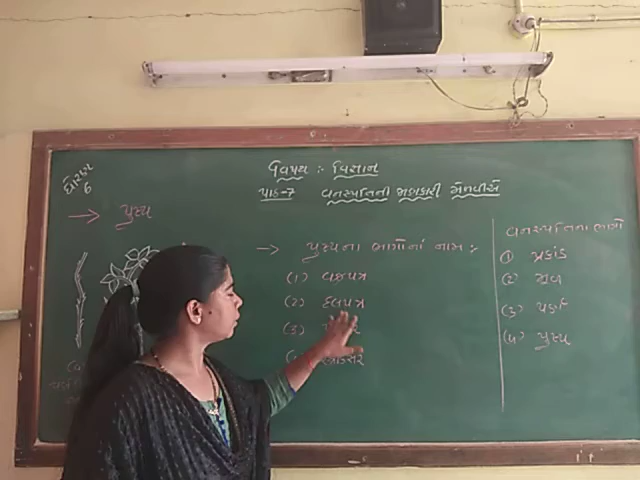 ધોરણ
6
વિષય :- વિજ્ઞાન
પાઠ-7 વનસ્પતિની જાણકારી મેળવીએ
→ પુષ્પ
→ પુષ્પના ભાગોનાં નામ :-
(1) વજ્રપત્ર
(2) દલપત્ર
(3)
વનસ્પતિના ભાગો
① પ્રકાંડ
② મૂળ
(3) પર્ણ
(4) પુષ્પ